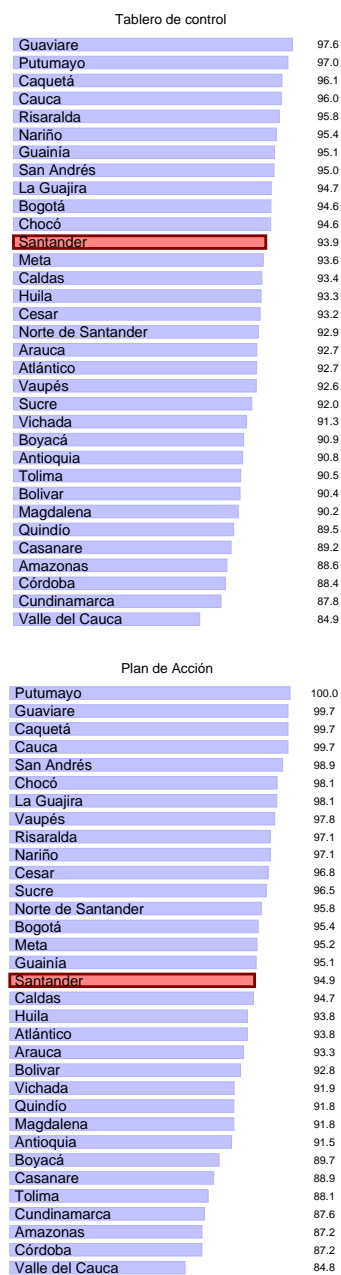 Tablero de control
Guaviare 97.6
Putumayo 97.0
Caquetá 96.1
Cauca 96.0
Risaralda 95.8
Nariño 95.4
Guainía 95.1
San Andrés 95.0
La Guajira 94.7
Bogotá 94.6
Chocó 94.6
Santander 93.9
Meta 93.6
Caldas 93.4
Huila 93.3
Cesar 93.2
Norte de Santander 92.9
Arauca 92.7
Atlántico 92.7
Vaupés 92.6
Sucre 92.0
Vichada 91.3
Boyacá 90.9
Antioquia 90.8
Tolima 90.5
Bolivar 90.4
Magdalena 90.2
Quindío 89.5
Casanare 89.2
Amazonas 88.6
Córdoba 88.4
Cundinamarca 87.8
Valle del Cauca 84.9
Plan de Acción
Putumayo 100.0
Guaviare 99.7
Caquetá 99.7
Cauca 99.7
San Andrés 98.9
Chocó 98.1
La Guajira 98.1
Vaupés 97.8
Risaralda 97.1
Nariño 97.1
Cesar 96.8
Sucre 96.5
Norte de Santander 95.8
Bogotá 95.4
Meta 95.2
Guainía 95.1
Santander 94.9
Caldas 94.7
Huila 93.8
Atlántico 93.8
Arauca 93.3
Bolivar 92.8
Vichada 91.9
Quindío 91.8
Magdalena 91.8
Antioquia 91.5
Boyacá 89.7
Casanare 88.9
Tolima 88.1
Cundinamarca 87.6
Amazonas 87.2
Córdoba 87.2
Valle del Cauca 84.8